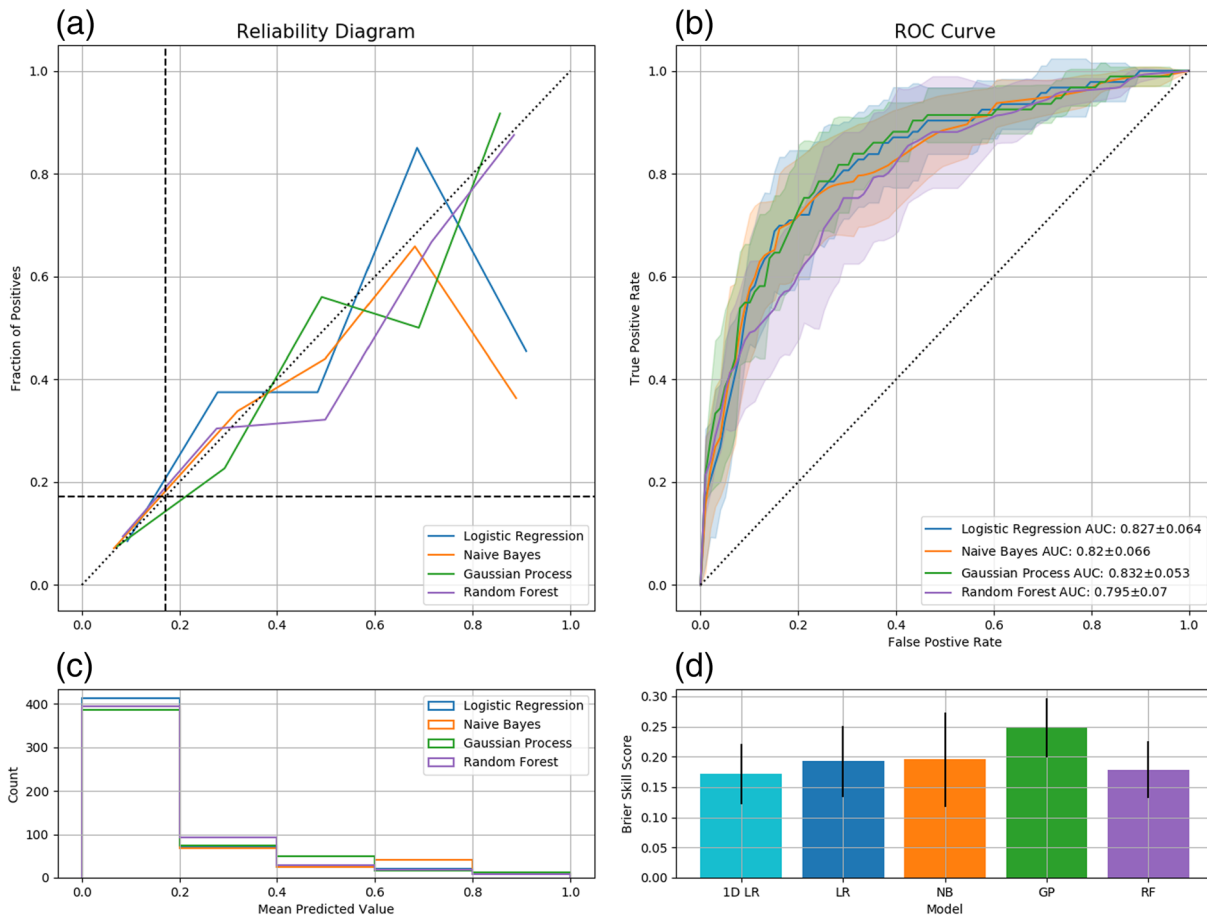 (a)
Reliability Diagram
1.0
0.8
0.6
0.4
0.2
0.0
Fraction of Positives
Logistic Regression
Naive Bayes
Gaussian Process
Random Forest
0.0 0.2 0.4 0.6 0.8 1.0
(b)
ROC Curve
1.0
0.8
0.6
0.4
0.2
0.0
True Positive Rate
Logistic Regression AUC: 0.827±0.064
Naive Bayes AUC: 0.82±0.066
Gaussian Process AUC: 0.832±0.053
Random Forest AUC: 0.795±0.07
0.0 0.2 0.4 0.6 0.8 1.0
False Postive Rate
(c)
400
300
200
100
0
Count
Logistic Regression
Naive Bayes
Gaussian Process
Random Forest
0.0 0.2 0.4 0.6 0.8 1.0
Mean Predicted Value
(d)
0.30
0.25
0.20
0.15
0.10
0.05
0.00
Brier Skill Score
1D LR LR NB GP RF
Model